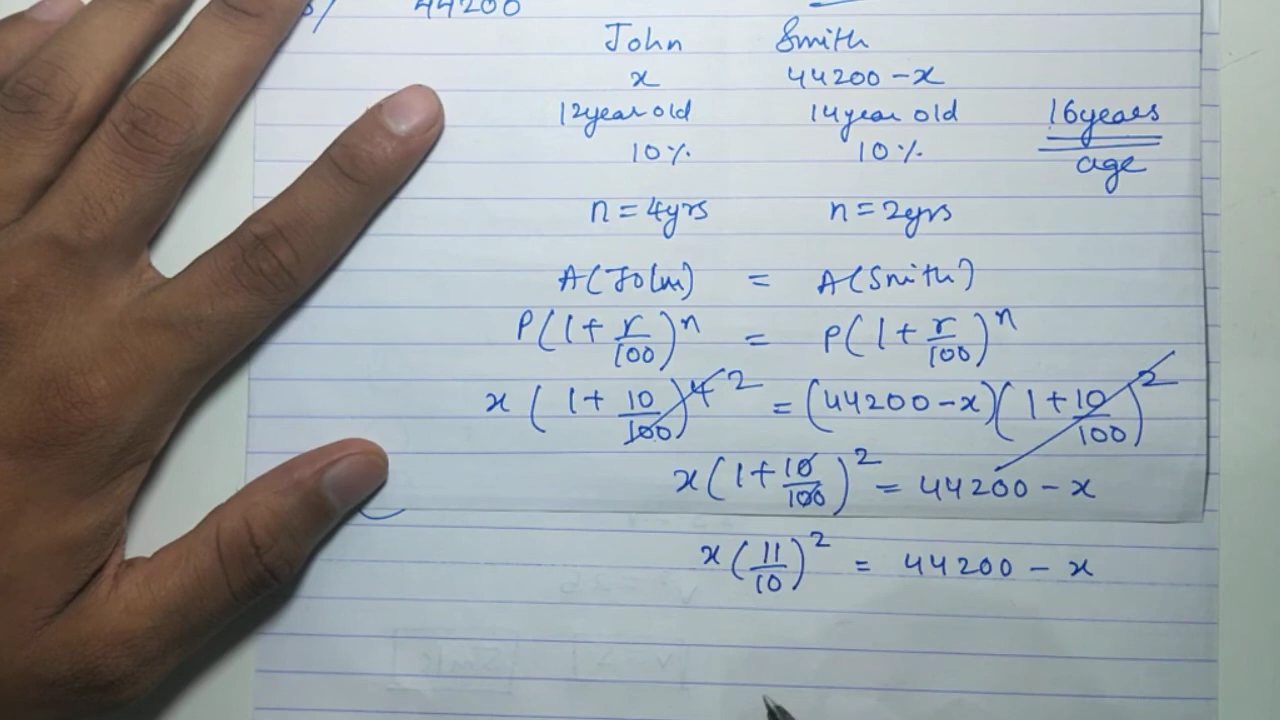 44200
John Smith
x 44200 - x
12year old 14year old 16years
10% 10% age
n = 4yrs n = 2yrs
A(John) = A(Smith)
P(1 + r/100)^n = P(1 + r/100)^n
x(1 + 10/100)^4 2 = (44200 - x)(1 + 10/100)^2
x(1 + 10/100)^2 = 44200 - x
x(11/10)^2 = 44200 - x